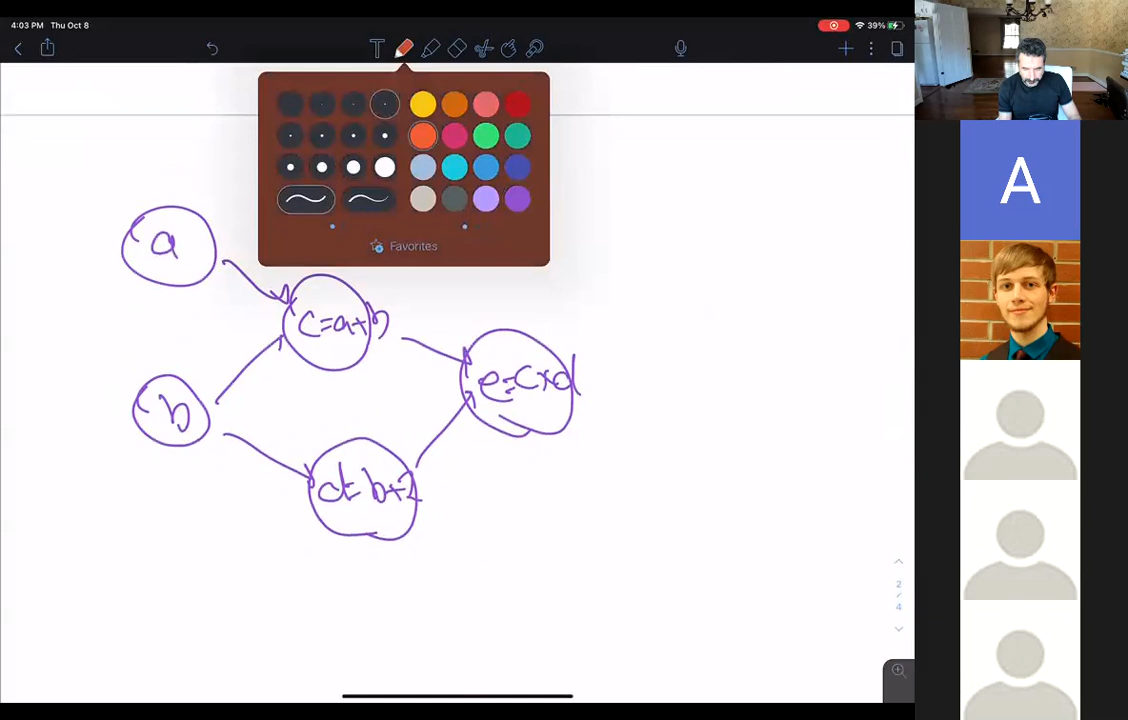 4:03 PM Thu Oct 8
39%
T
Favorites
a
c=a+b
e=c×d
b
d=b+1
2
4
A